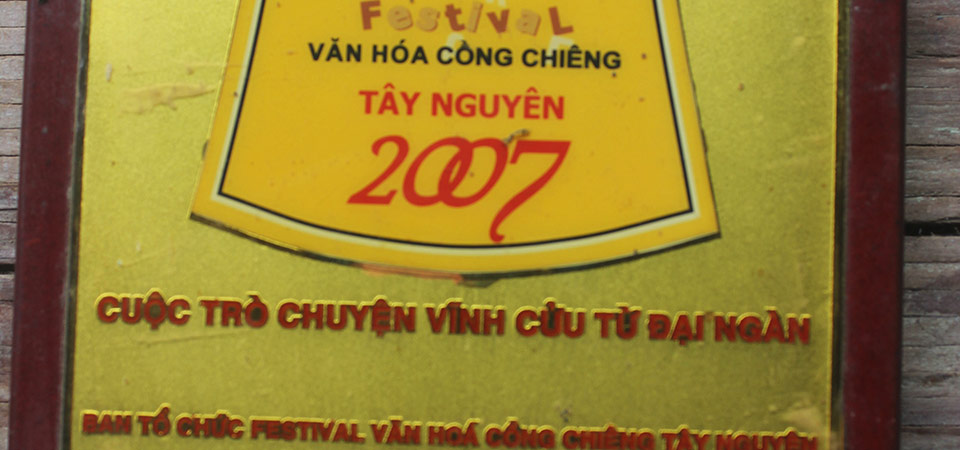 Festival
VĂN HÓA CỒNG CHIÊNG
TÂY NGUYÊN
2007
CUỘC TRÒ CHUYỆN VĨNH CỬU TỪ ĐẠI NGÀN
BAN TỔ CHỨC FESTIVAL VĂN HOÁ CỒNG CHIÊNG TÂY NGUYÊN